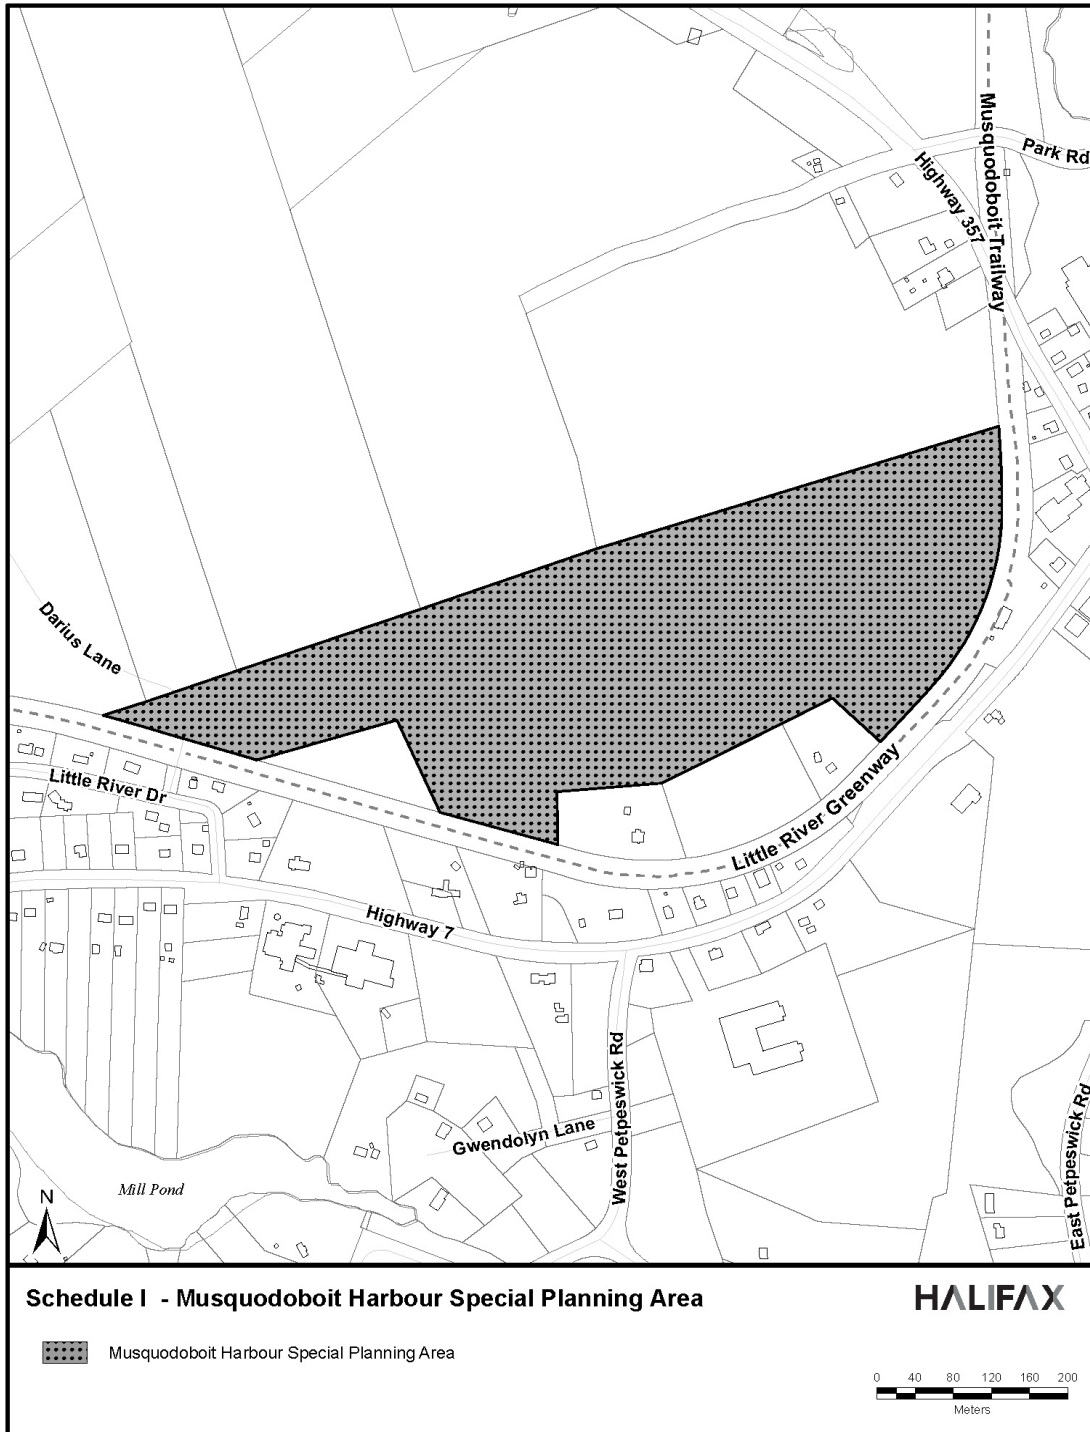 Musquodoboit Trailway
Park Rd
Highway 357
Darius Lane
Little River Dr
Little River Greenway
Highway 7
West Petpeswick Rd
Gwendolyn Lane
East Petpeswick Rd
Mill Pond
N
Schedule I - Musquodoboit Harbour Special Planning Area
HALIFAX
Musquodoboit Harbour Special Planning Area
0 40 80 120 160 200
Meters